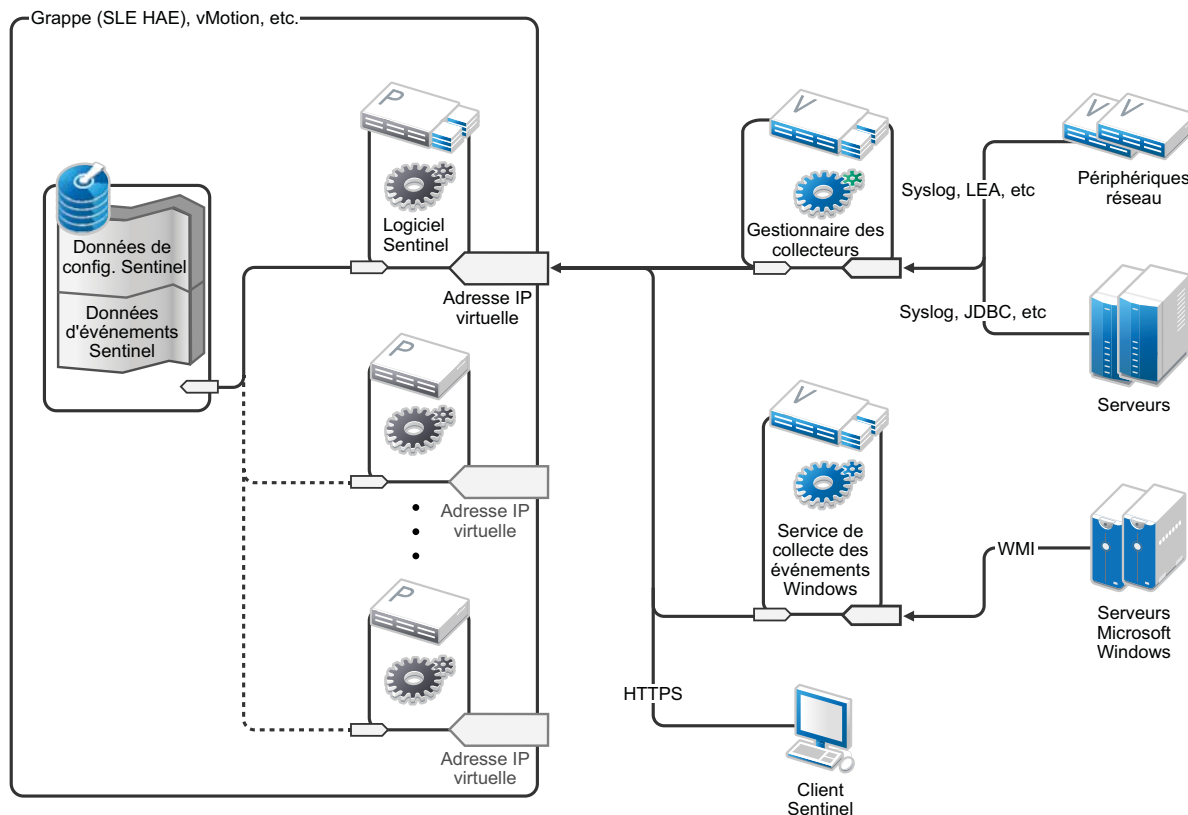 Grappe (SLE HAE), vMotion, etc.
P
Logiciel
Sentinel
Données de
config. Sentinel
Données
d'événements
Sentinel
Adresse IP
virtuelle
P
Adresse IP
virtuelle
P
Adresse IP
virtuelle
V
Gestionnaire des
collecteurs
Syslog, LEA, etc
V
V
Périphériques
réseau
Syslog, JDBC, etc
Serveurs
V
Service de
collecte des
événements
Windows
WMI
Serveurs
Microsoft
Windows
HTTPS
Client
Sentinel